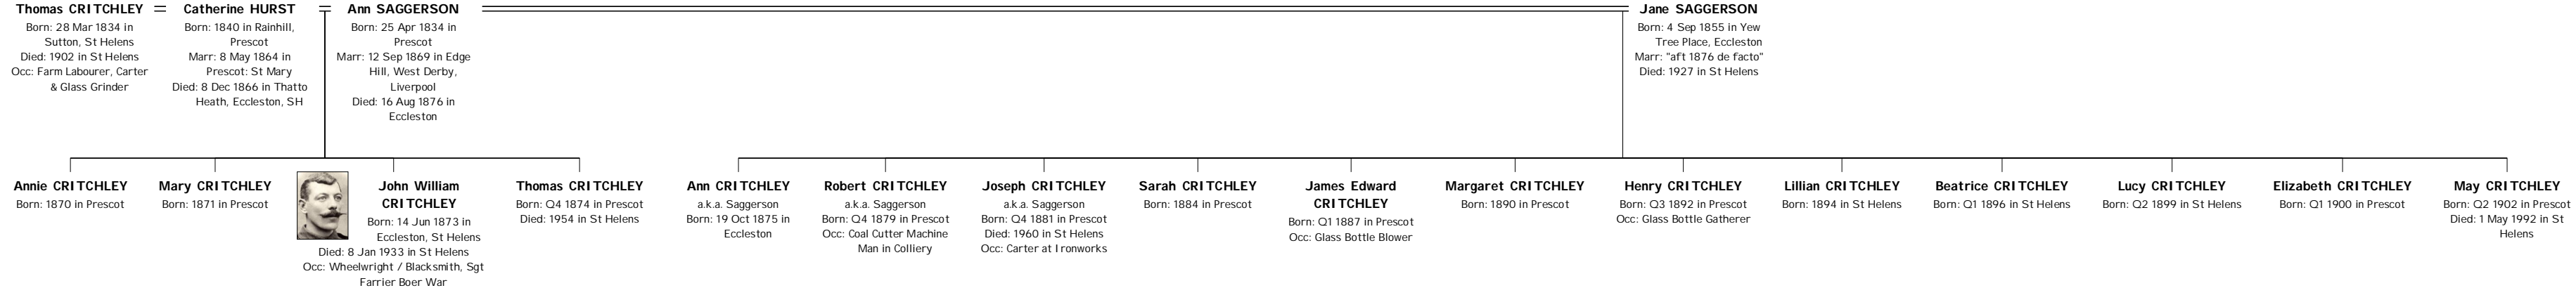 Thomas CRITCHLEY
Born: 28 Mar 1834 in
Sutton, St Helens
Died: 1902 in St Helens
Occ: Farm Labourer, Carter
& Glass Grinder
Catherine HURST
Born: 1840 in Rainhill,
Prescot
Marr: 8 May 1864 in
Prescot: St Mary
Died: 8 Dec 1866 in Thatto
Heath, Eccleston, SH
Ann SAGGERSON
Born: 25 Apr 1834 in
Prescot
Marr: 12 Sep 1869 in Edge
Hill, West Derby,
Liverpool
Died: 16 Aug 1876 in
Eccleston
Jane SAGGERSON
Born: 4 Sep 1855 in Yew
Tree Place, Eccleston
Marr: "aft 1876 de facto"
Died: 1927 in St Helens
Annie CRITCHLEY
Born: 1870 in Prescot
Mary CRITCHLEY
Born: 1871 in Prescot
John William
CRITCHLEY
Born: 14 Jun 1873 in
Eccleston, St Helens
Died: 8 Jan 1933 in St Helens
Occ: Wheelwright / Blacksmith, Sgt
Farrier Boer War
Thomas CRITCHLEY
Born: Q4 1874 in Prescot
Died: 1954 in St Helens
Ann CRITCHLEY
a.k.a. Saggerson
Born: 19 Oct 1875 in
Eccleston
Robert CRITCHLEY
a.k.a. Saggerson
Born: Q4 1879 in Prescot
Occ: Coal Cutter Machine
Man in Colliery
Joseph CRITCHLEY
a.k.a. Saggerson
Born: Q4 1881 in Prescot
Died: 1960 in St Helens
Occ: Carter at Ironworks
Sarah CRITCHLEY
Born: 1884 in Prescot
James Edward
CRITCHLEY
Born: Q1 1887 in Prescot
Occ: Glass Bottle Blower
Margaret CRITCHLEY
Born: 1890 in Prescot
Henry CRITCHLEY
Born: Q3 1892 in Prescot
Occ: Glass Bottle Gatherer
Lillian CRITCHLEY
Born: 1894 in St Helens
Beatrice CRITCHLEY
Born: Q1 1896 in St Helens
Lucy CRITCHLEY
Born: Q2 1899 in St Helens
Elizabeth CRITCHLEY
Born: Q1 1900 in Prescot
May CRITCHLEY
Born: Q2 1902 in Prescot
Died: 1 May 1992 in St
Helens